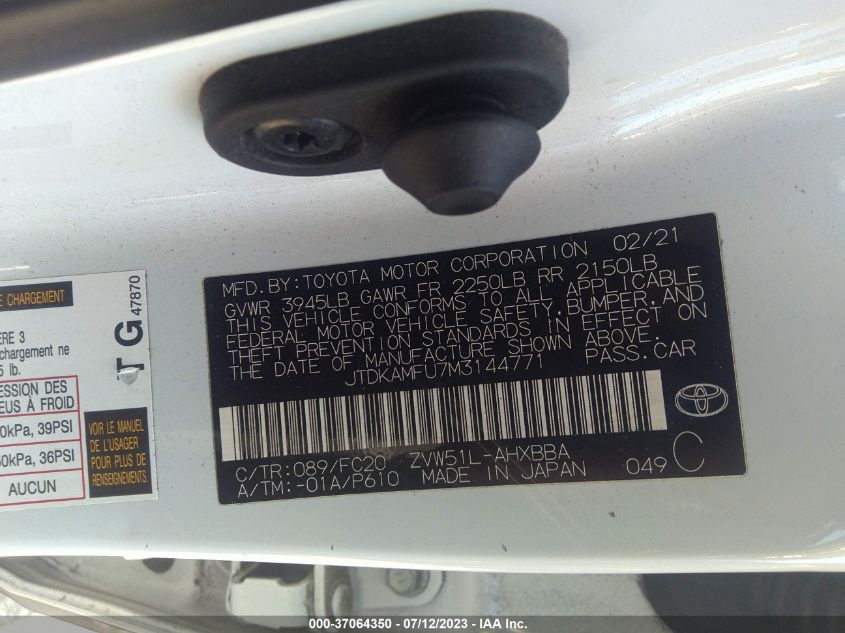 MFD.BY:TOYOTA MOTOR CORPORATION 02/21
GVWR 3945LB GAWR FR 2250LB RR 2150LB
THIS VEHICLE CONFORMS TO ALL APPLICABLE
FEDERAL MOTOR VEHICLE SAFETY,BUMPER,AND
THEFT PREVENTION STANDARDS IN EFFECT ON
THE DATE OF MANUFACTURE SHOWN ABOVE.
JTDKAMFU7M3144771 PASS.CAR
C/TR:089/FC20 ZVW51L-AHXBBA
A/TM:-01A/P610 MADE IN JAPAN 049 C
E CHARGEMENT
ÈRE 3
chargement ne
5 lb.
T G 47870
ESSION DES
EUS À FROID
0kPa, 39PSI
50kPa, 36PSI
AUCUN
VOIR LE MANUEL
DE L'USAGER
POUR PLUS DE
RENSEIGNEMENTS
000-37064350 - 07/12/2023 - IAA Inc.